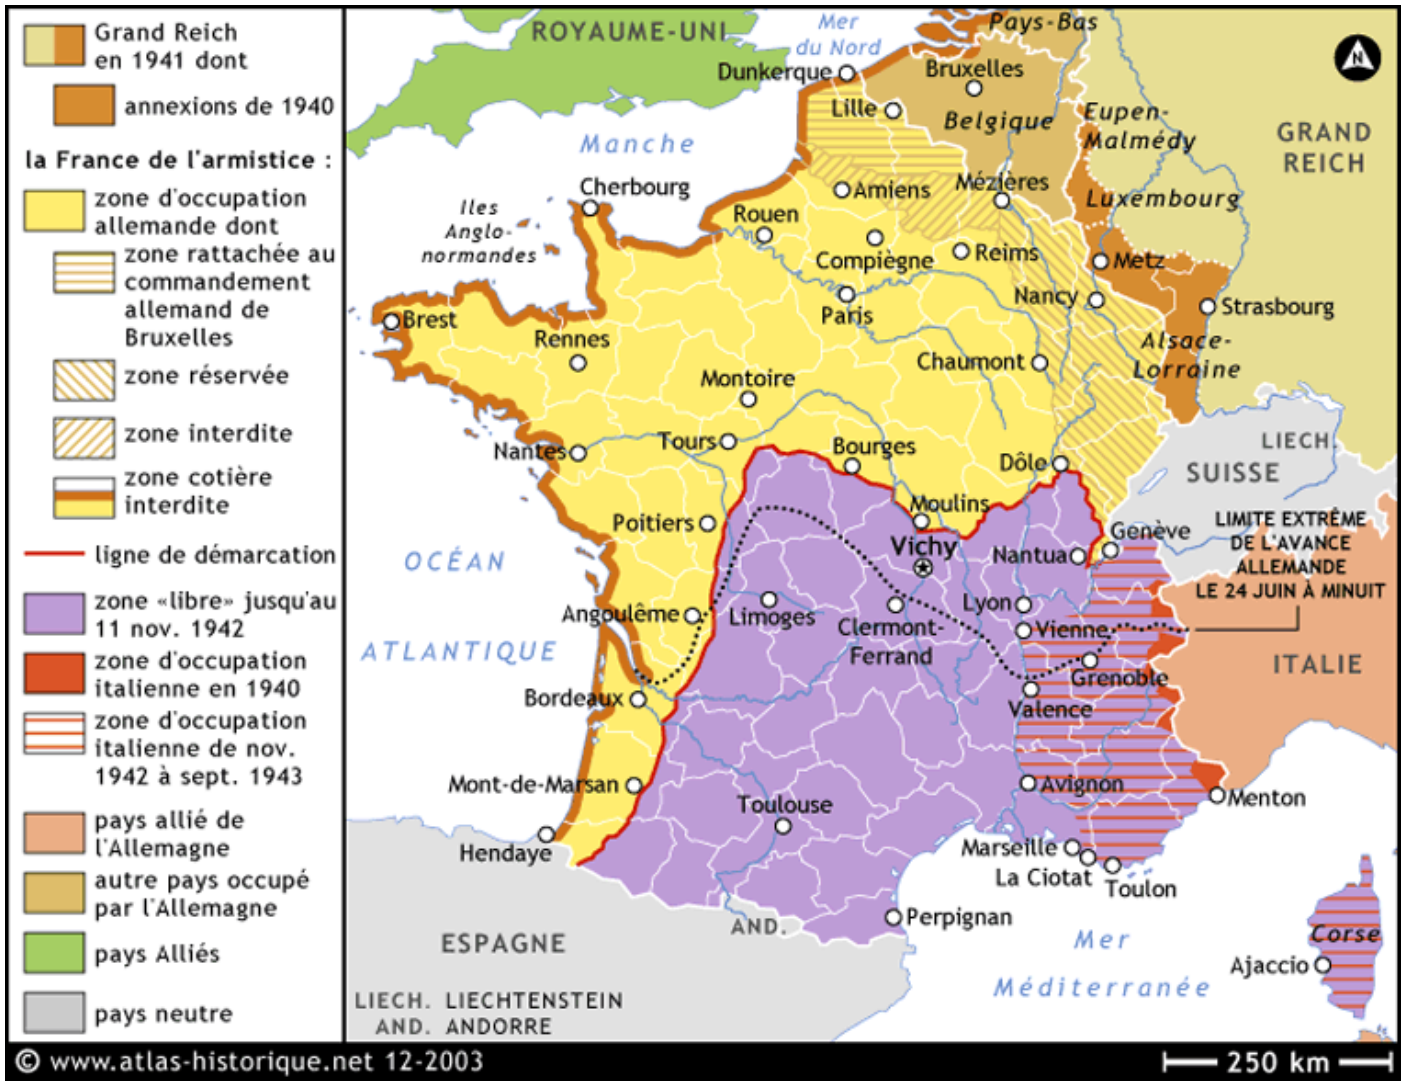 Grand Reich
en 1941 dont
annexions de 1940
la France de l'armistice :
zone d'occupation
allemande dont
zone rattachée au
commandement
allemand de
Bruxelles
zone réservée
zone interdite
zone cotière
interdite
ligne de démarcation
zone «libre» jusqu'au
11 nov. 1942
zone d'occupation
italienne en 1940
zone d'occupation
italienne de nov.
1942 à sept. 1943
pays allié de
l'Allemagne
autre pays occupé
par l'Allemagne
pays Alliés
pays neutre
ROYAUME-UNI
Mer
du Nord
Pays-Bas
N
Dunkerque
Bruxelles
Lille
Belgique
Eupen-
Malmédy
GRAND
REICH
Manche
Cherbourg
Amiens
Mézières
Luxembourg
Iles
Anglo-
normandes
Rouen
Compiègne
Reims
Metz
Nancy
Strasbourg
Paris
Brest
Rennes
Alsace-
Lorraine
Chaumont
Montoire
Nantes
Tours
Bourges
Dôle
LIECH.
SUISSE
Poitiers
Moulins
Genève
LIMITE EXTRÊME
DE L'AVANCE
ALLEMANDE
LE 24 JUIN À MINUIT
OCÉAN
ATLANTIQUE
Vichy
Nantua
Angoulême
Limoges
Clermont-
Ferrand
Lyon
Vienne
Grenoble
ITALIE
Bordeaux
Valence
Mont-de-Marsan
Toulouse
Avignon
Menton
Hendaye
Marseille
La Ciotat
Toulon
Perpignan
ESPAGNE
AND.
Mer
Méditerranée
Corse
Ajaccio
LIECH. LIECHTENSTEIN
AND. ANDORRE
© www.atlas-historique.net 12-2003
250 km